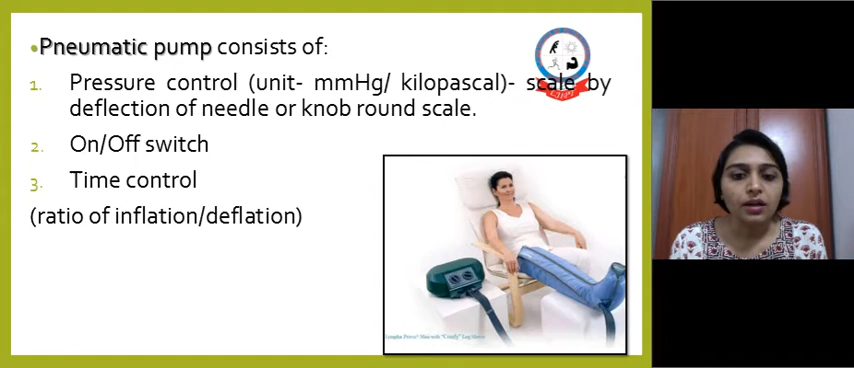 •Pneumatic pump consists of:
1. Pressure control (unit- mmHg/ kilopascal)- scale by
deflection of needle or knob round scale.
2. On/Off switch
3. Time control
(ratio of inflation/deflation)